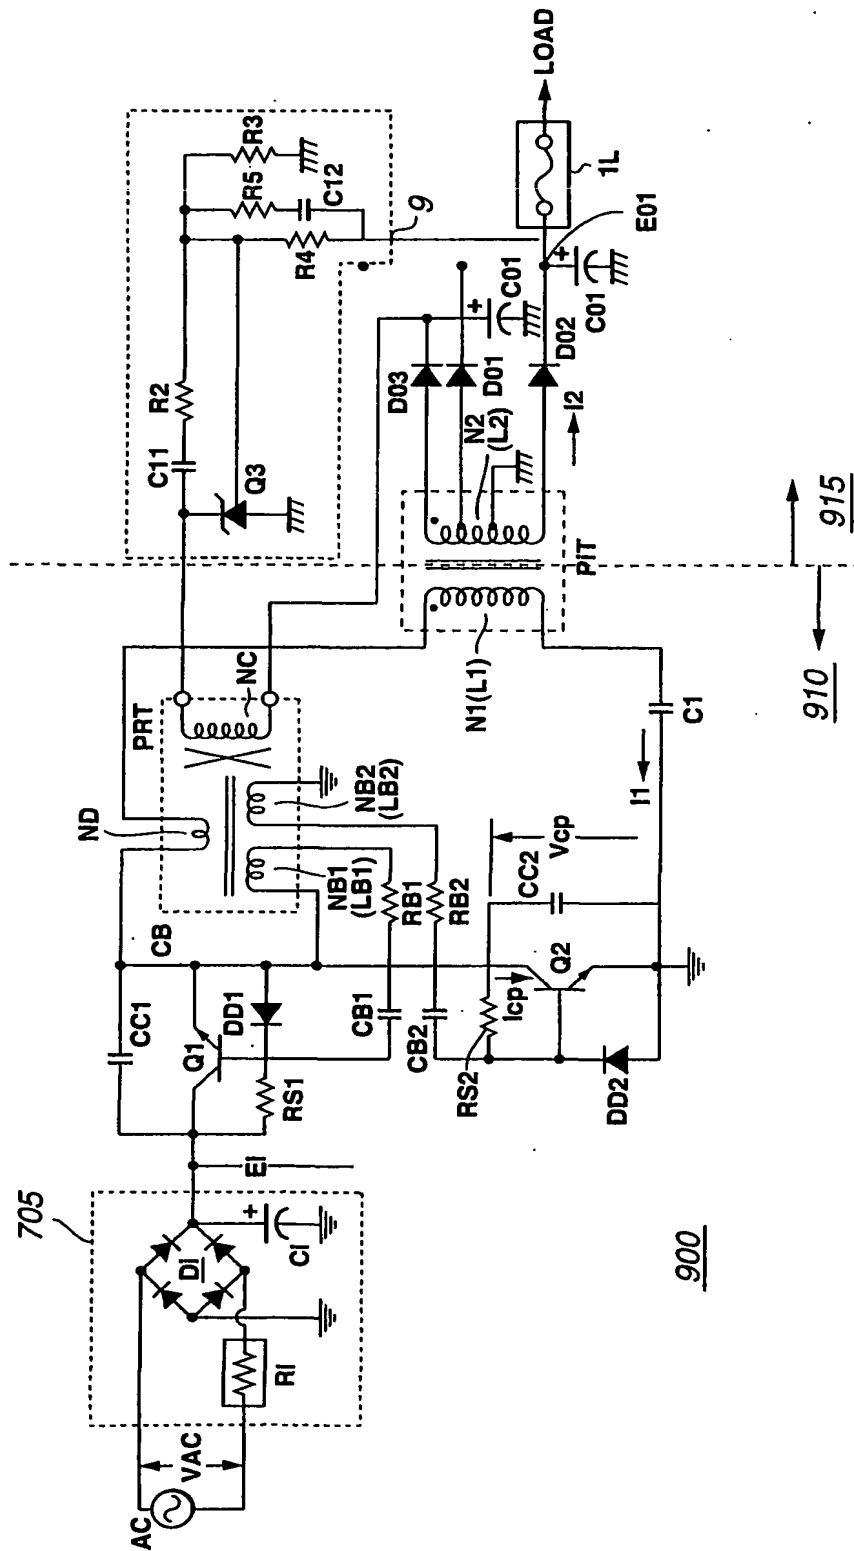 705
AC
VAC
Ri
Di
Ci
Ei
CC1
Q1
DD1
RS1
CB
CB1
CB2
RB1
RB2
NB1
(LB1)
NB2
(LB2)
ND
PRT
NC
RS2
Icp
Q2
DD2
CC2
Vcp
I1
C1
N1(L1)
PiT
N2
(L2)
I2
D03
D01
D02
C01
C01
E01
1L
LOAD
9
C11
R2
Q3
R4
R5
C12
R3
910
915
900